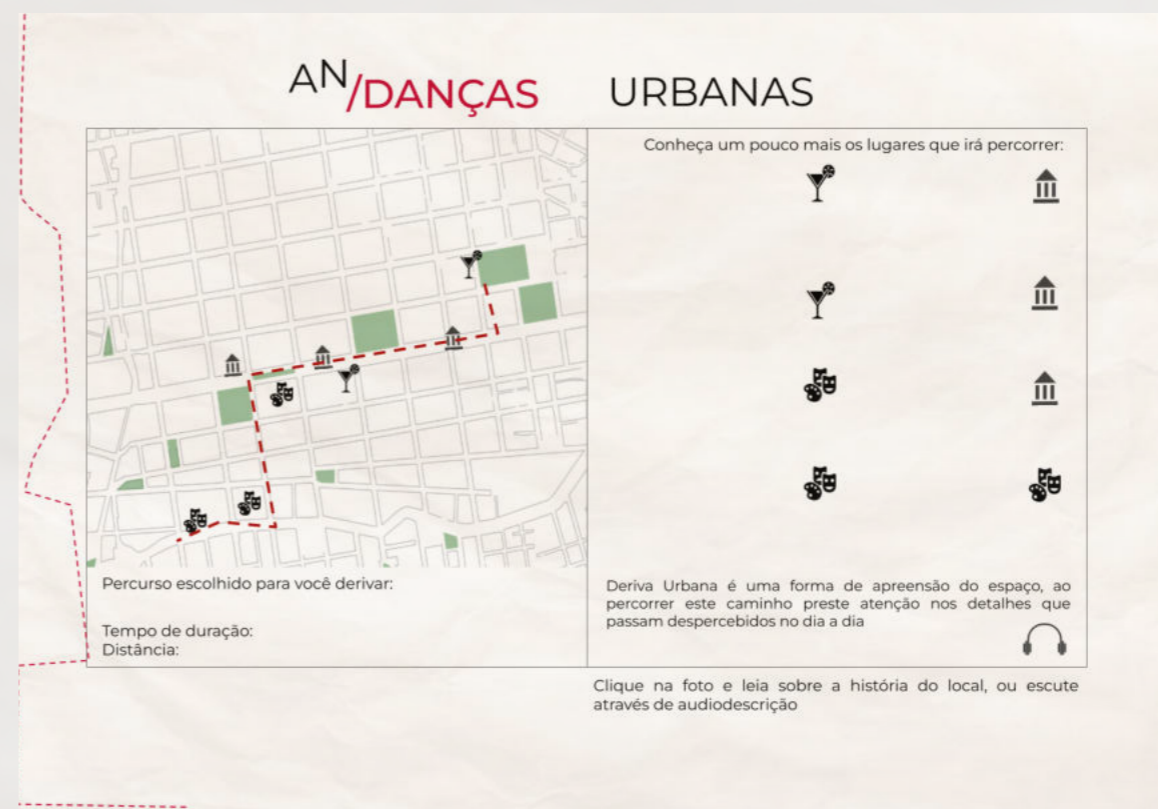 AN/DANÇAS URBANAS
Conheça um pouco mais os lugares que irá percorrer:
Percurso escolhido para você derivar:
Tempo de duração:
Distância:
Deriva Urbana é uma forma de apreensão do espaço, ao
percorrer este caminho preste atenção nos detalhes que
passam despercebidos no dia a dia
Clique na foto e leia sobre a história do local, ou escute
através de audiodescrição